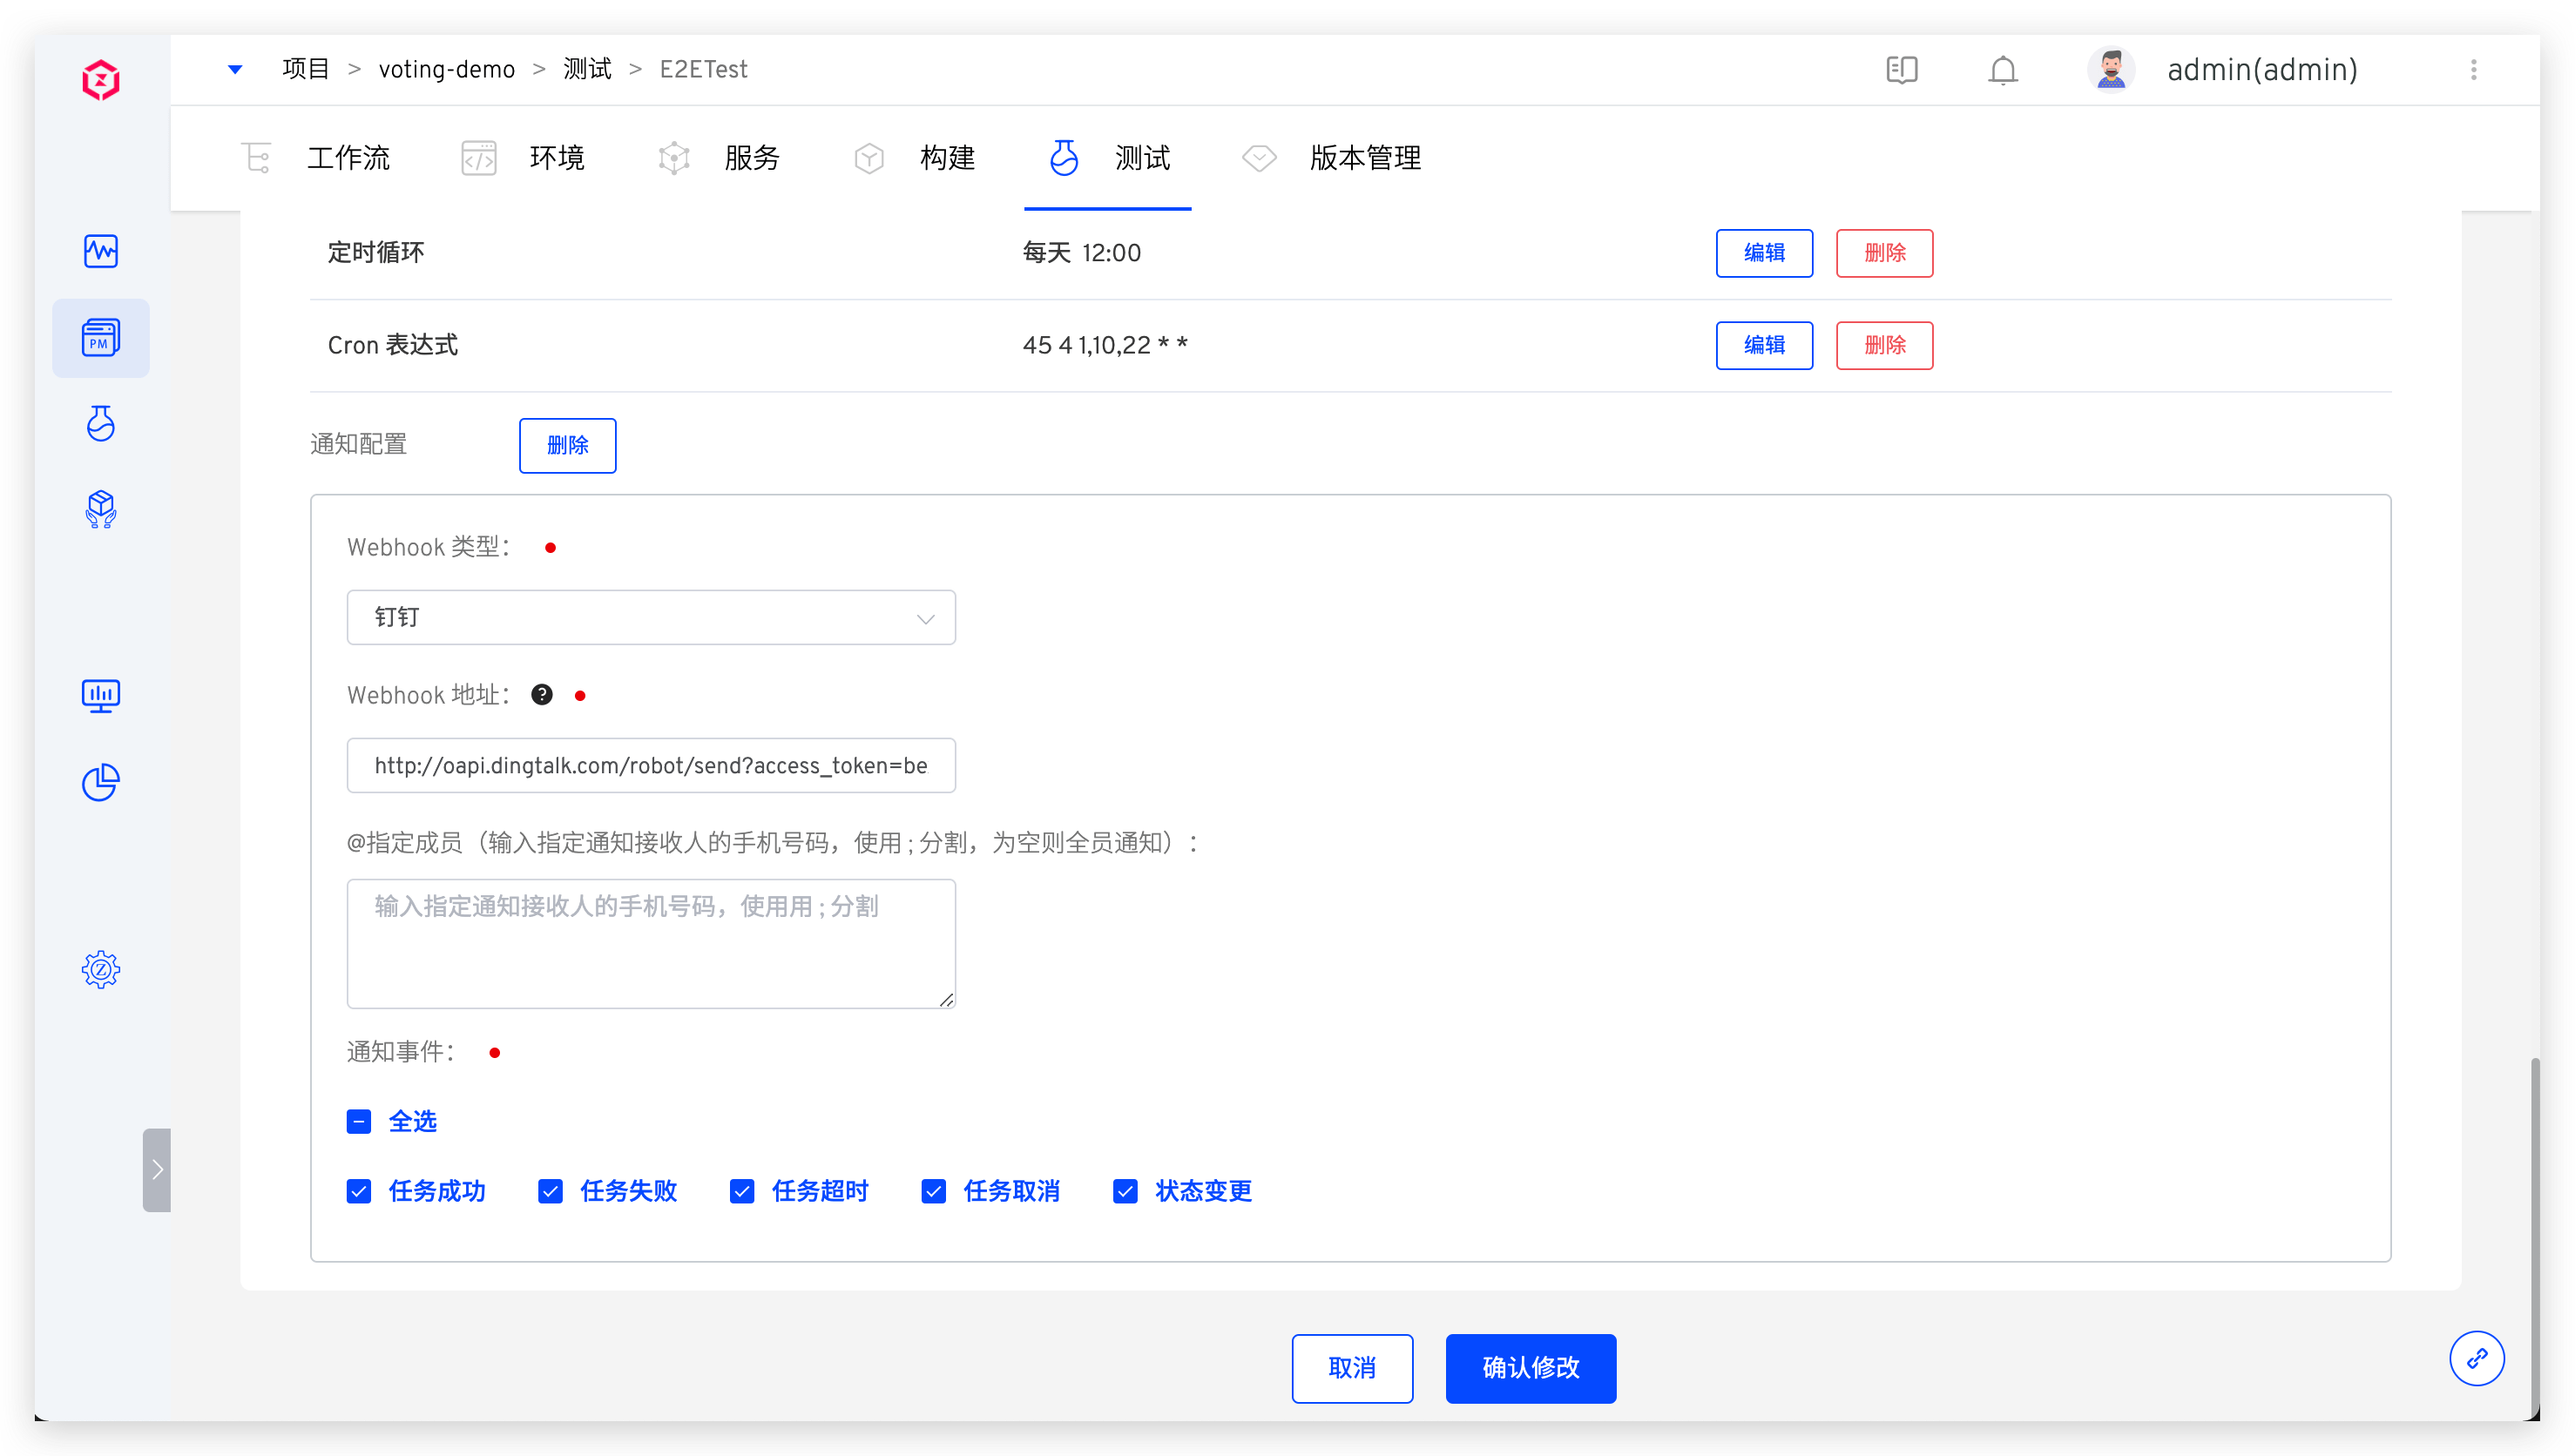 项目 > voting-demo > 测试 > E2ETest
admin(admin)
工作流 环境 服务 构建 测试 版本管理
PM
定时循环 每天 12:00 编辑 删除
Cron 表达式 45 4 1,10,22 * * 编辑 删除
通知配置 删除
Webhook 类型：
钉钉
Webhook 地址：
http://oapi.dingtalk.com/robot/send?access_token=be
@指定成员（输入指定通知接收人的手机号码，使用 ; 分割，为空则全员通知）：
输入指定通知接收人的手机号码，使用用 ; 分割
通知事件：
全选
任务成功 任务失败 任务超时 任务取消 状态变更
取消 确认修改